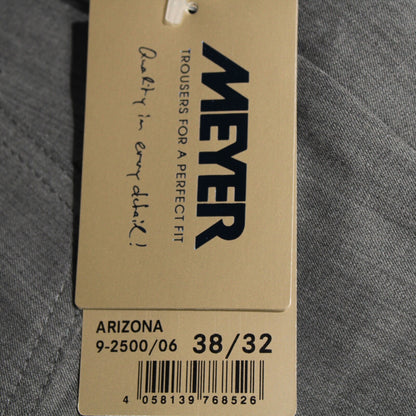 MEYER
TROUSERS FOR A PERFECT FIT
Quality in every detail!
ARIZONA
9-2500/06 38/32
4 058139 768526